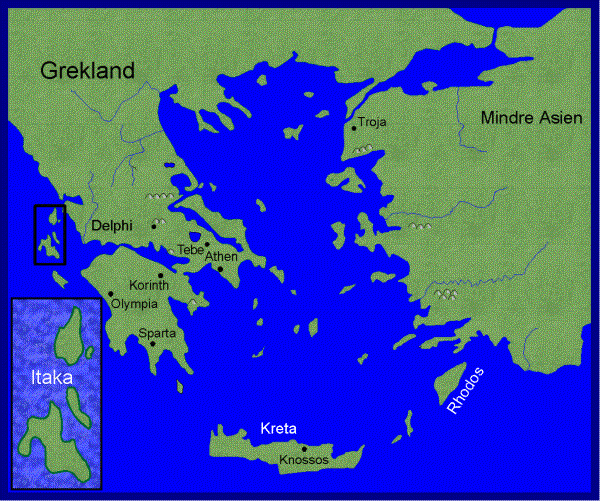 Grekland
Mindre Asien
Troja
Delphi
Tebe
Athen
Korinth
Olympia
Sparta
Itaka
Rhodos
Kreta
Knossos